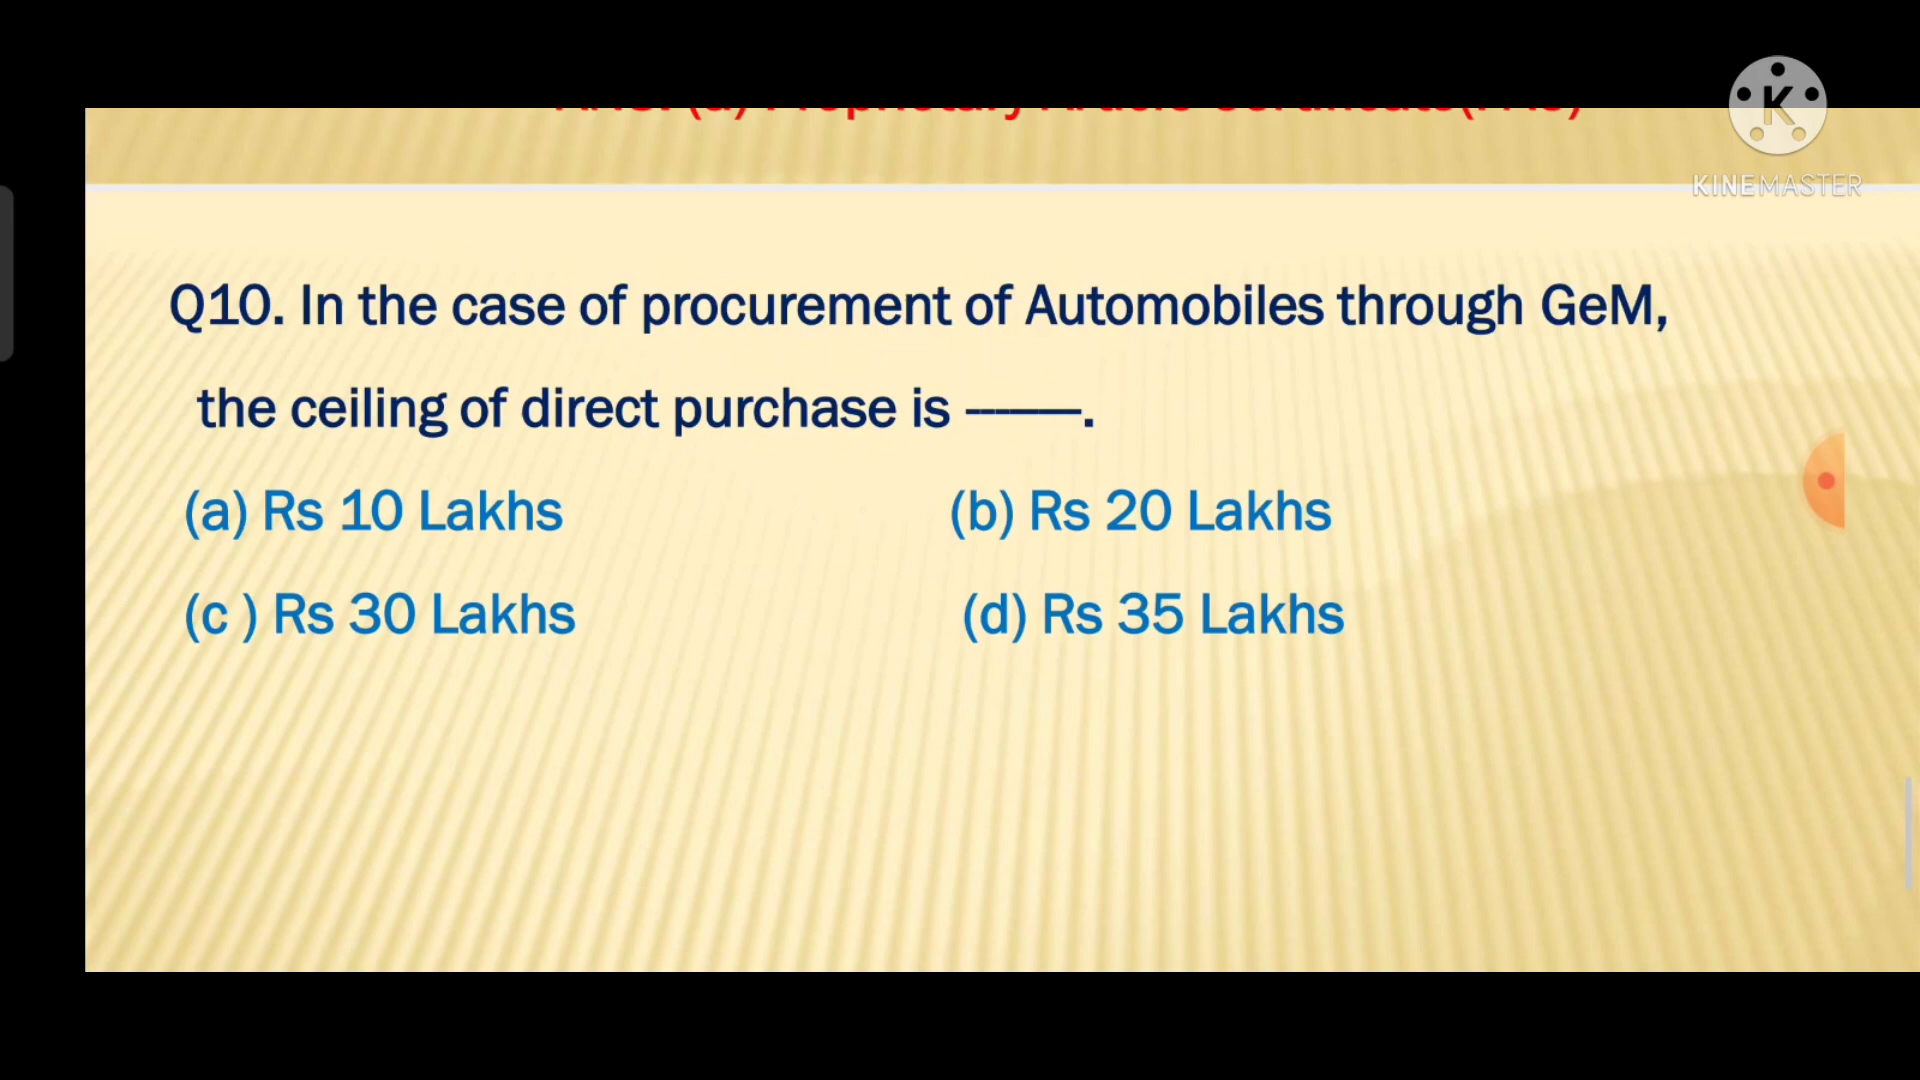 KINEMASTER
Q10. In the case of procurement of Automobiles through GeM,
the ceiling of direct purchase is -------.
(a) Rs 10 Lakhs (b) Rs 20 Lakhs
(c ) Rs 30 Lakhs (d) Rs 35 Lakhs